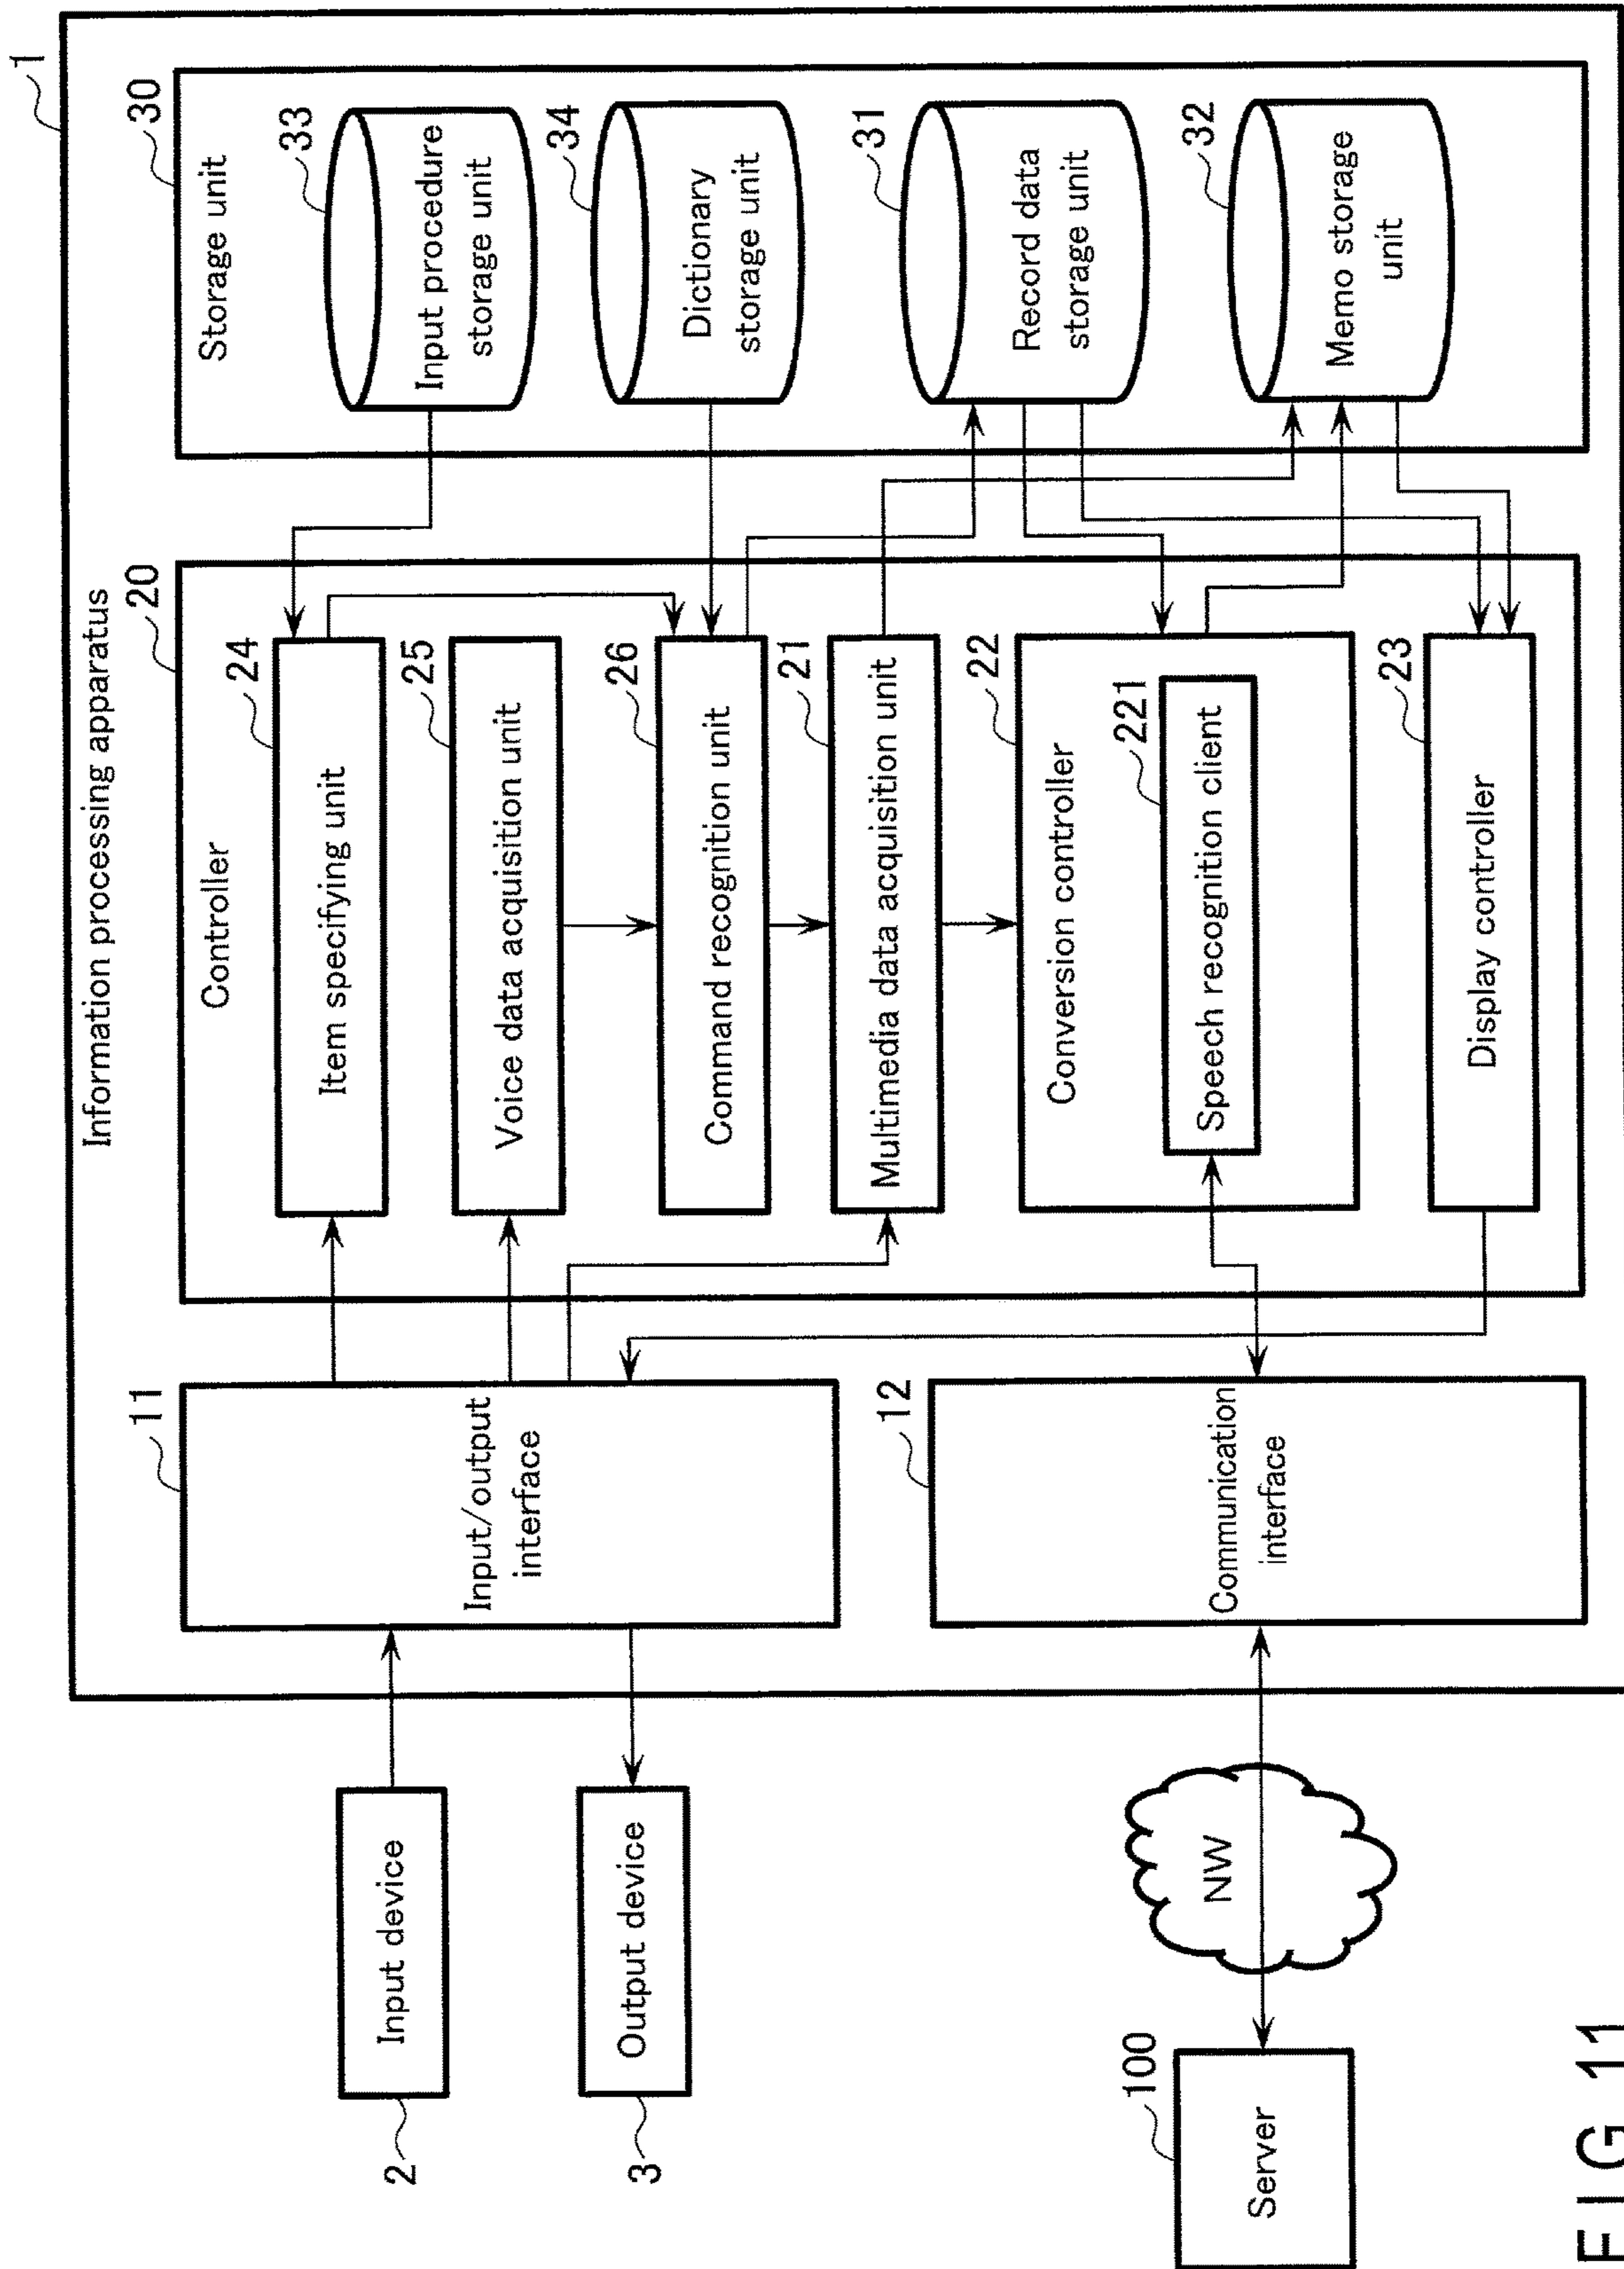 Information processing apparatus
1
Input device
2
Output device
3
Server
100
NW
11
Input/output
interface
12
Communication
interface
Controller
20
Item specifying unit
24
Voice data acquisition unit
25
Command recognition unit
26
Multimedia data acquisition unit
21
Conversion controller
22
Speech recognition client
221
Display controller
23
Storage unit
30
Input procedure
storage unit
33
Dictionary
storage unit
34
Record data
storage unit
31
Memo storage
unit
32
FIG 11